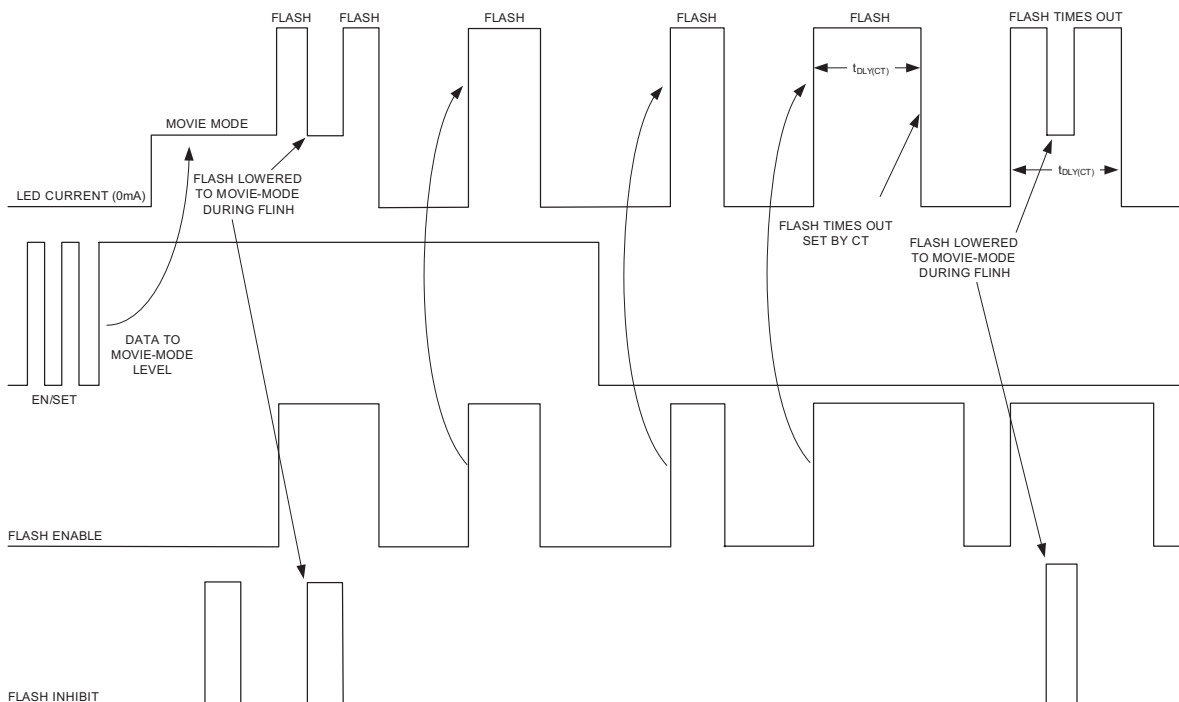 FLASH
FLASH
FLASH
FLASH
FLASH
FLASH TIMES OUT
tDLY(CT)
MOVIE MODE
FLASH LOWERED
TO MOVIE-MODE
DURING FLINH
tDLY(CT)
LED CURRENT (0mA)
FLASH TIMES OUT
SET BY CT
FLASH LOWERED
TO MOVIE-MODE
DURING FLINH
DATA TO
MOVIE-MODE
LEVEL
EN/SET
FLASH ENABLE
FLASH INHIBIT